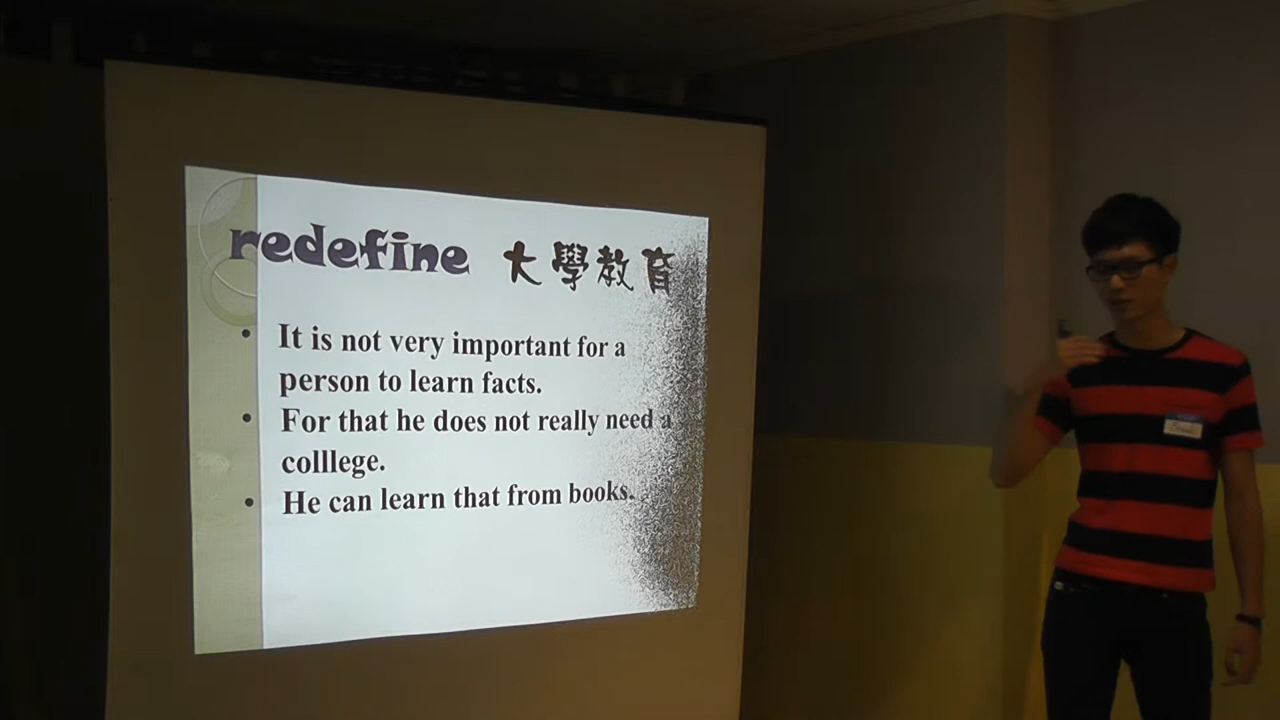 redefine 大學教育
• It is not very important for a
person to learn facts.
• For that he does not really need a
colllege.
• He can learn that from books.